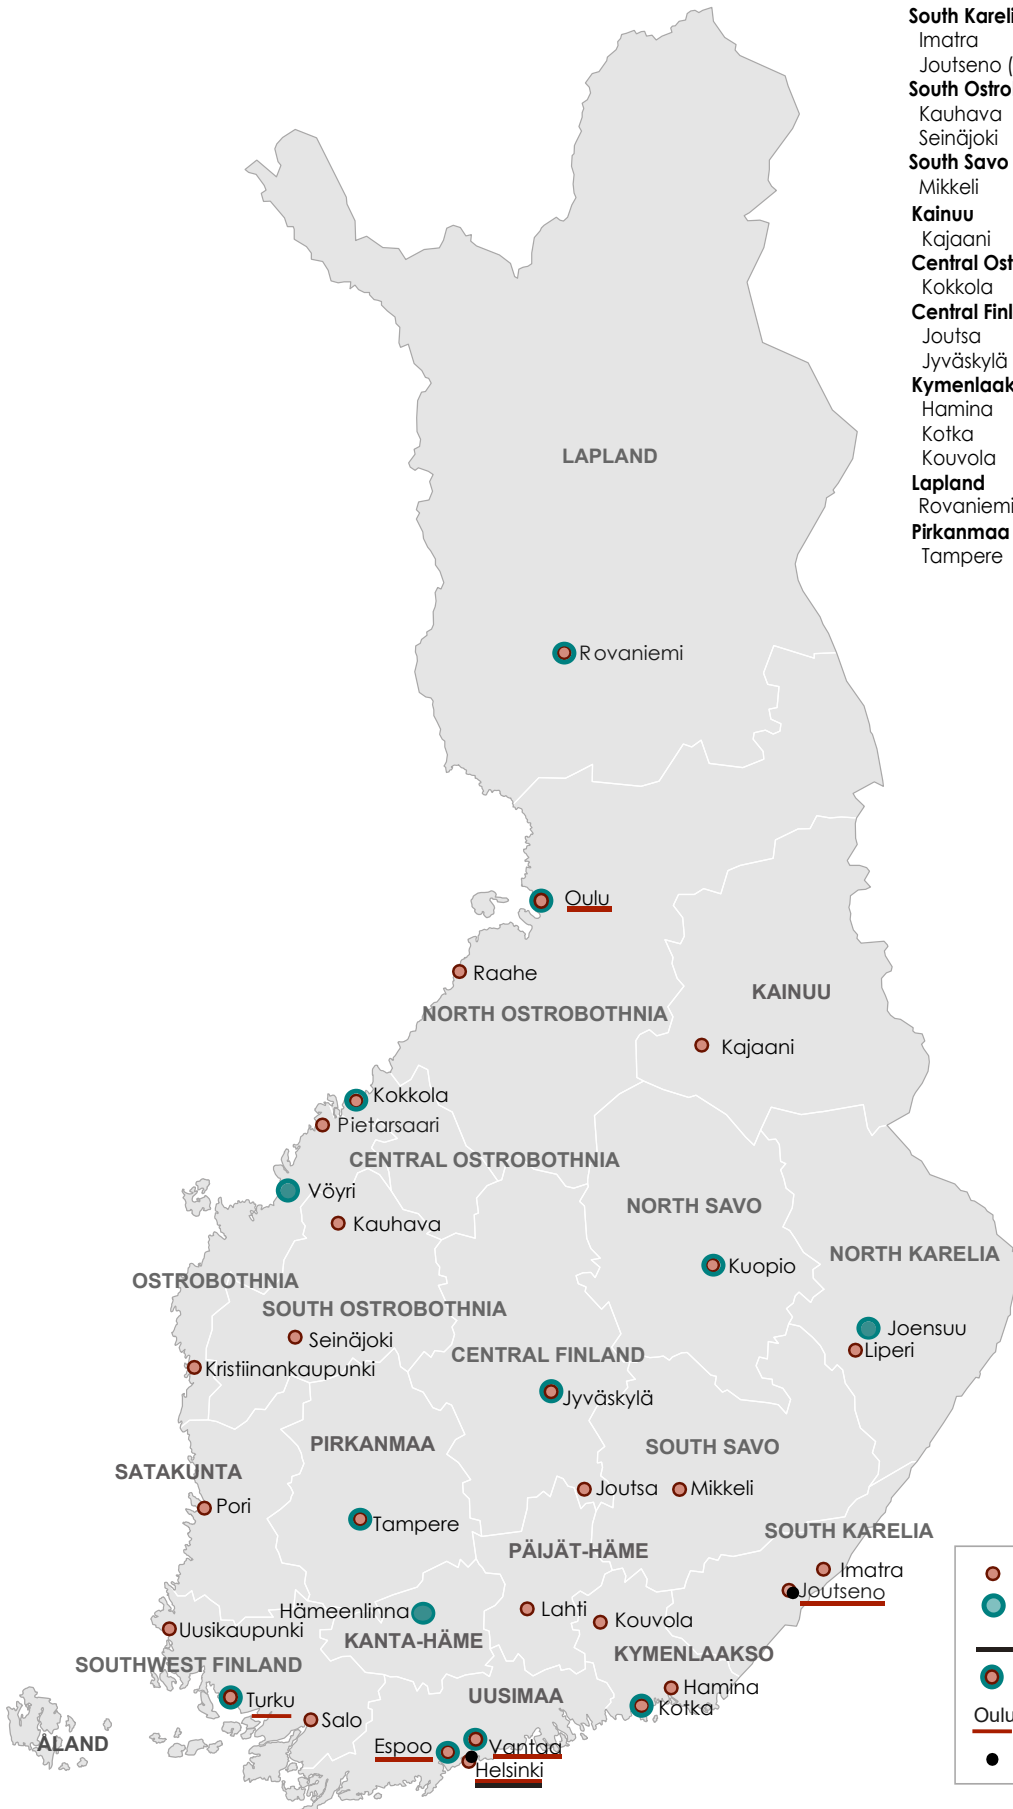 South Kareli
Imatra
Joutseno (
South Ostro
Kauhava
Seinäjoki
South Savo
Mikkeli
Kainuu
Kajaani
Central Ost
Kokkola
Central Finl
Joutsa
Jyväskylä
Kymenlaak
Hamina
Kotka
Kouvola
Lapland
Rovaniemi
Pirkanmaa
Tampere
LAPLAND
Rovaniemi
Oulu
Raahe
KAINUU
NORTH OSTROBOTHNIA
Kajaani
Kokkola
Pietarsaari
CENTRAL OSTROBOTHNIA
Vöyri
NORTH SAVO
Kauhava
NORTH KARELIA
Kuopio
OSTROBOTHNIA
SOUTH OSTROBOTHNIA
Joensuu
Seinäjoki
Liperi
CENTRAL FINLAND
Kristiinankaupunki
Jyväskylä
PIRKANMAA
SOUTH SAVO
SATAKUNTA
Joutsa
Mikkeli
Pori
Tampere
SOUTH KARELIA
PÄIJÄT-HÄME
Imatra
Joutseno
Hämeenlinna
Lahti
Kouvola
Uusikaupunki
KANTA-HÄME
KYMENLAAKSO
SOUTHWEST FINLAND
Hamina
UUSIMAA
Turku
Kotka
Oulu
Salo
ÅLAND
Espoo
Vantaa
Helsinki